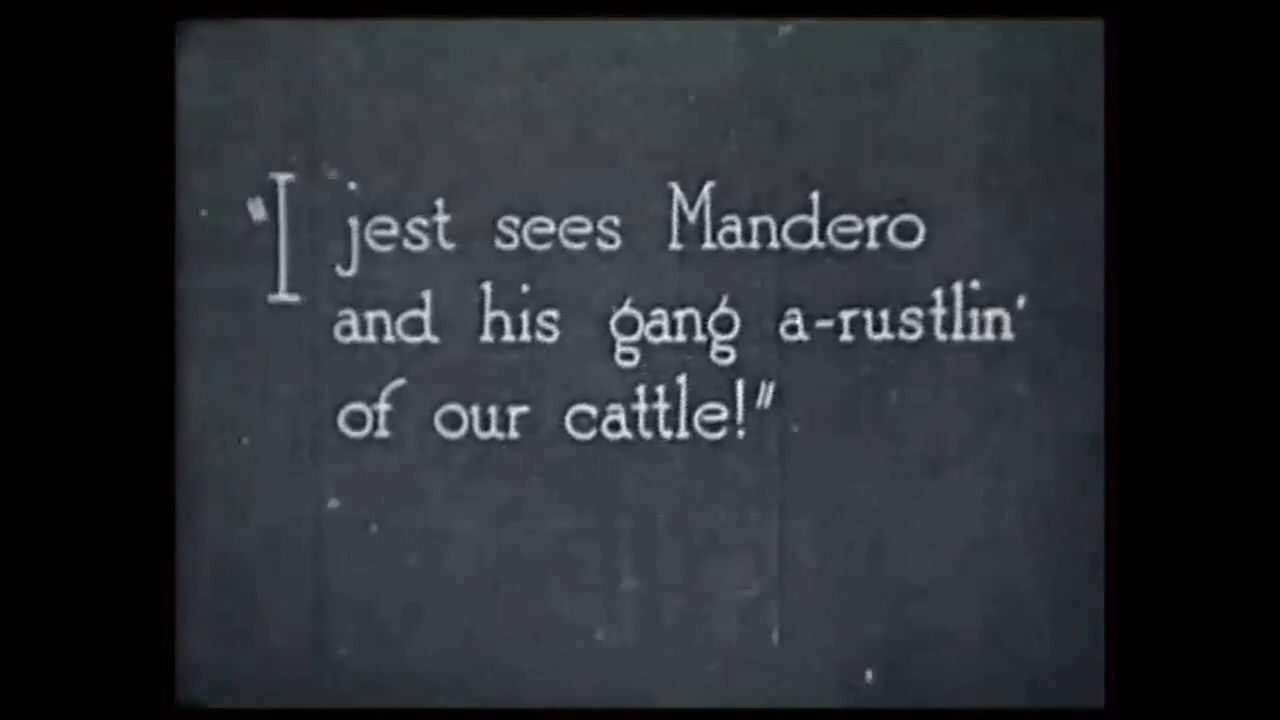 "I jest sees Mandero
and his gang a-rustlin'
of our cattle!"